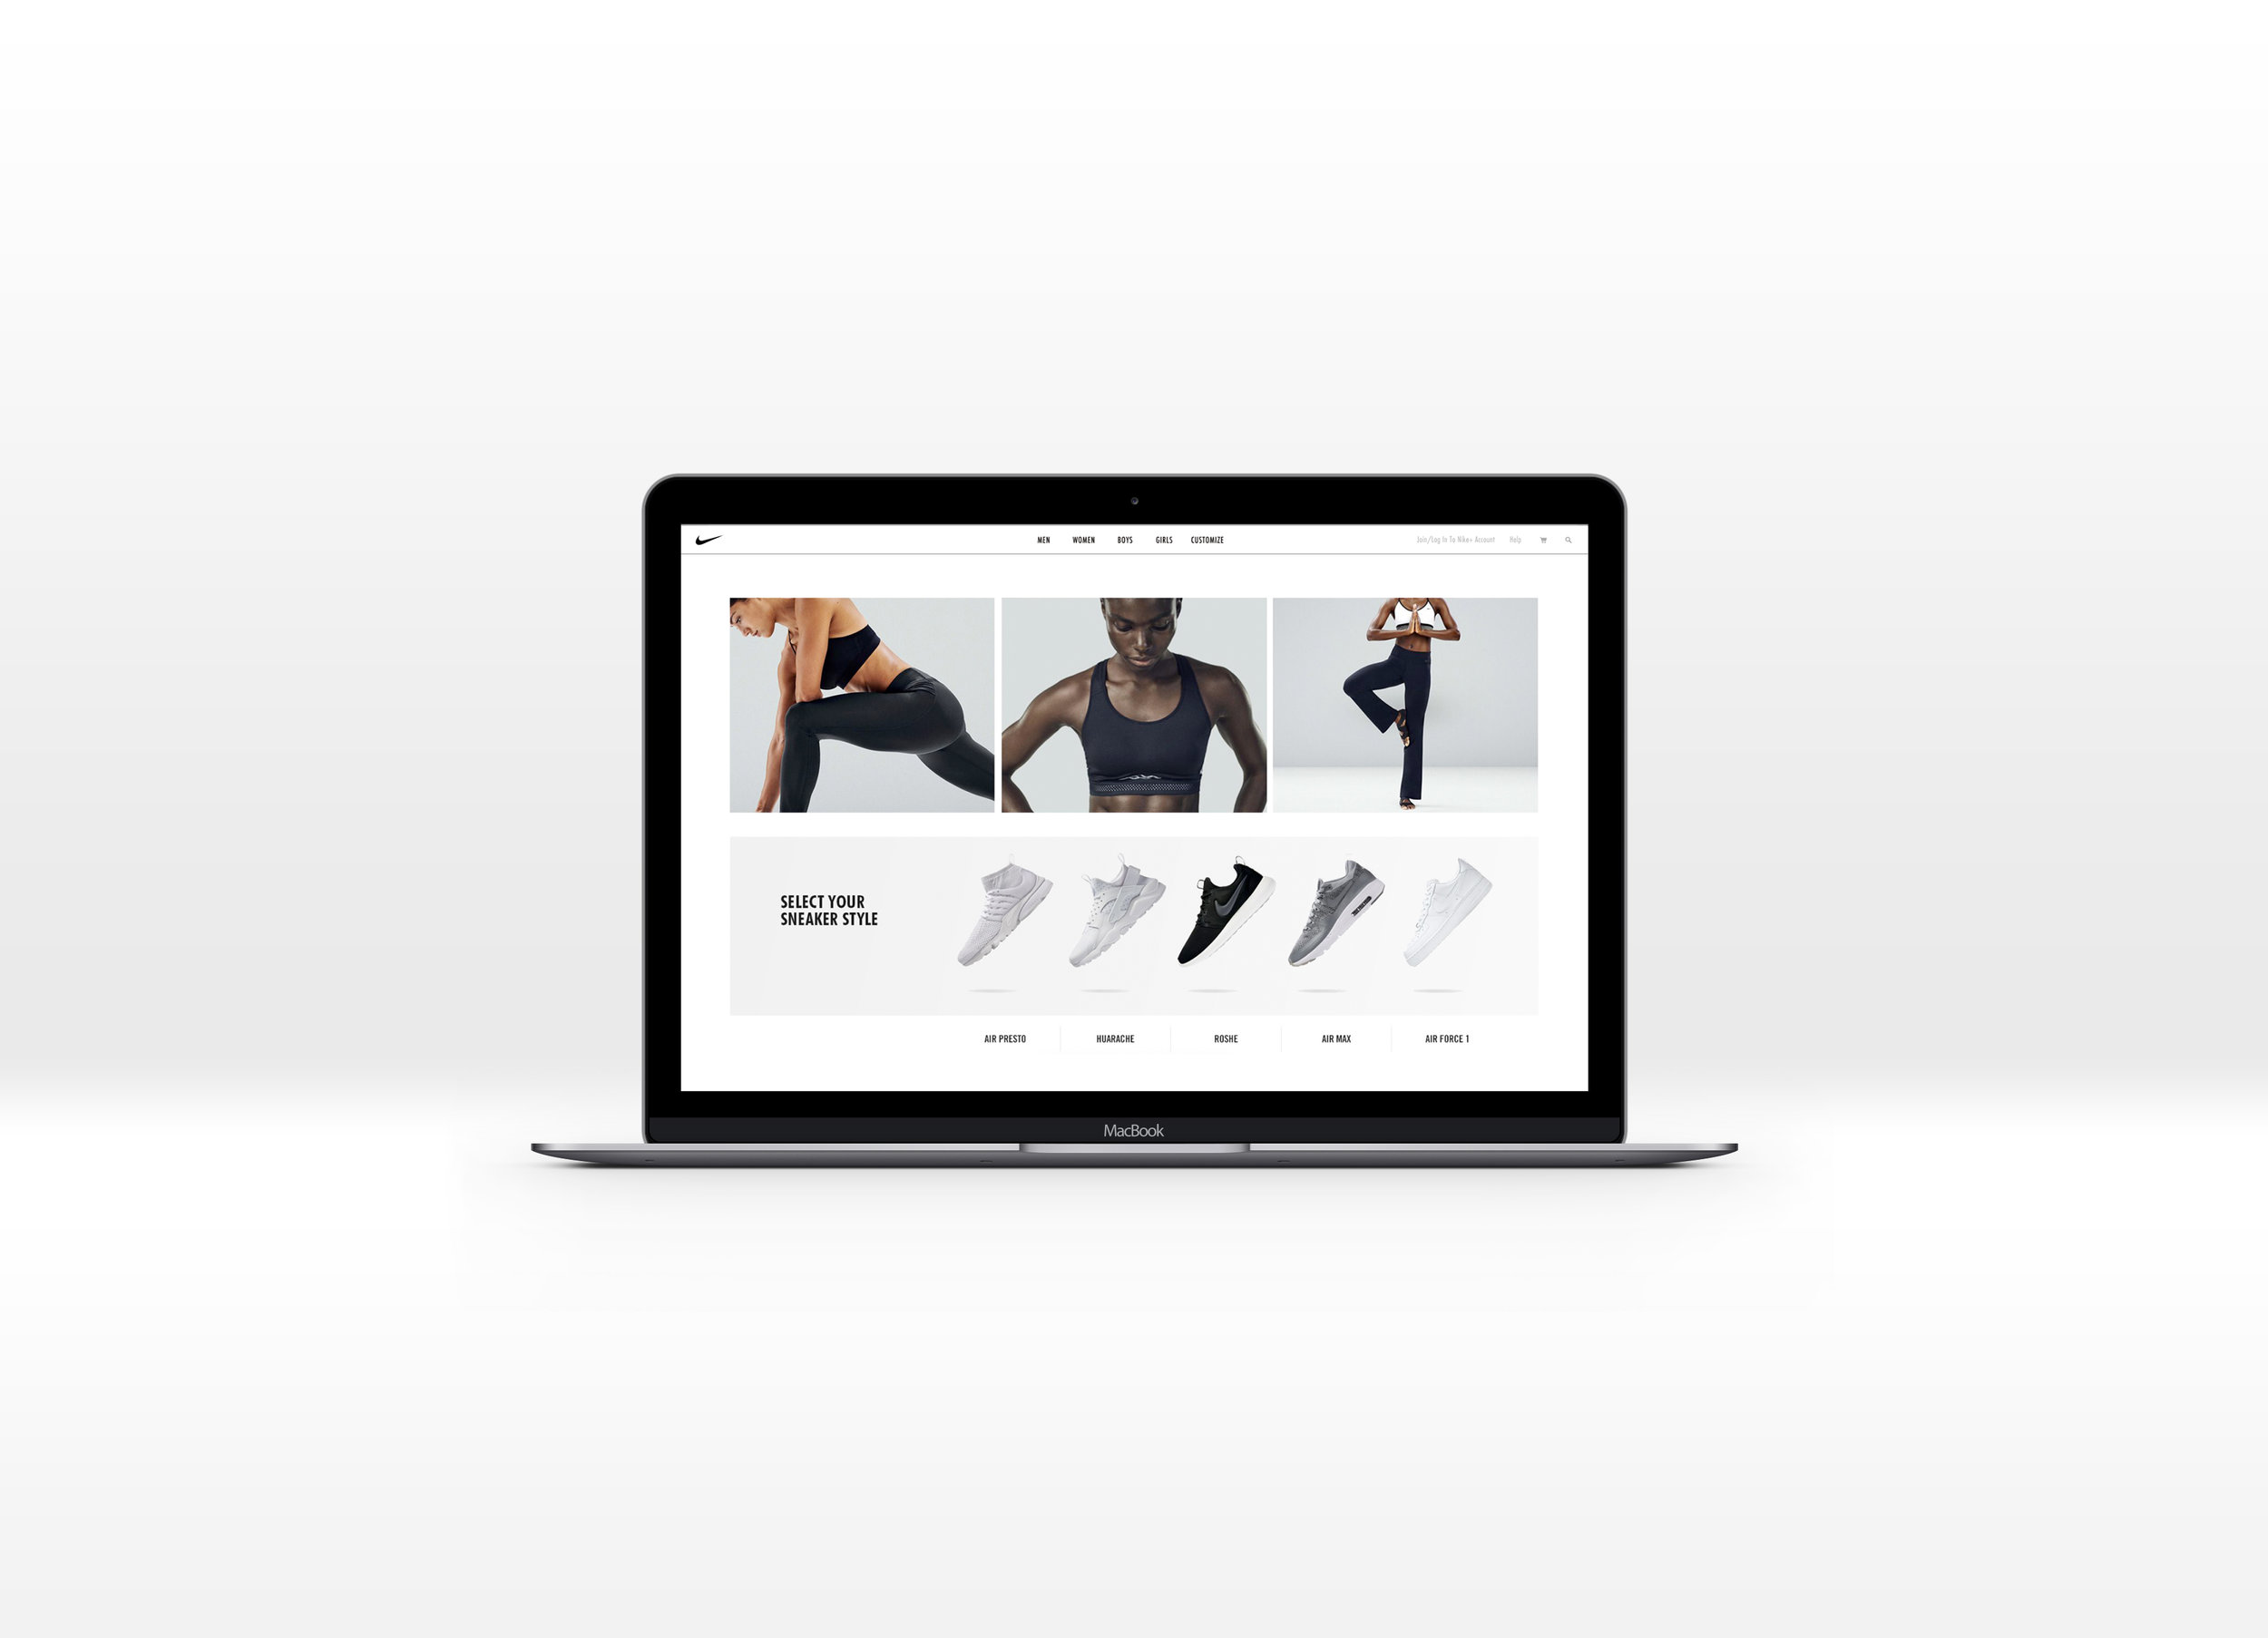 MEN WOMEN BOYS GIRLS CUSTOMIZE Join/Log In To Nike+ Account Help
SELECT YOUR
SNEAKER STYLE
AIR PRESTO HUARACHE ROSHE AIR MAX AIR FORCE 1
MacBook